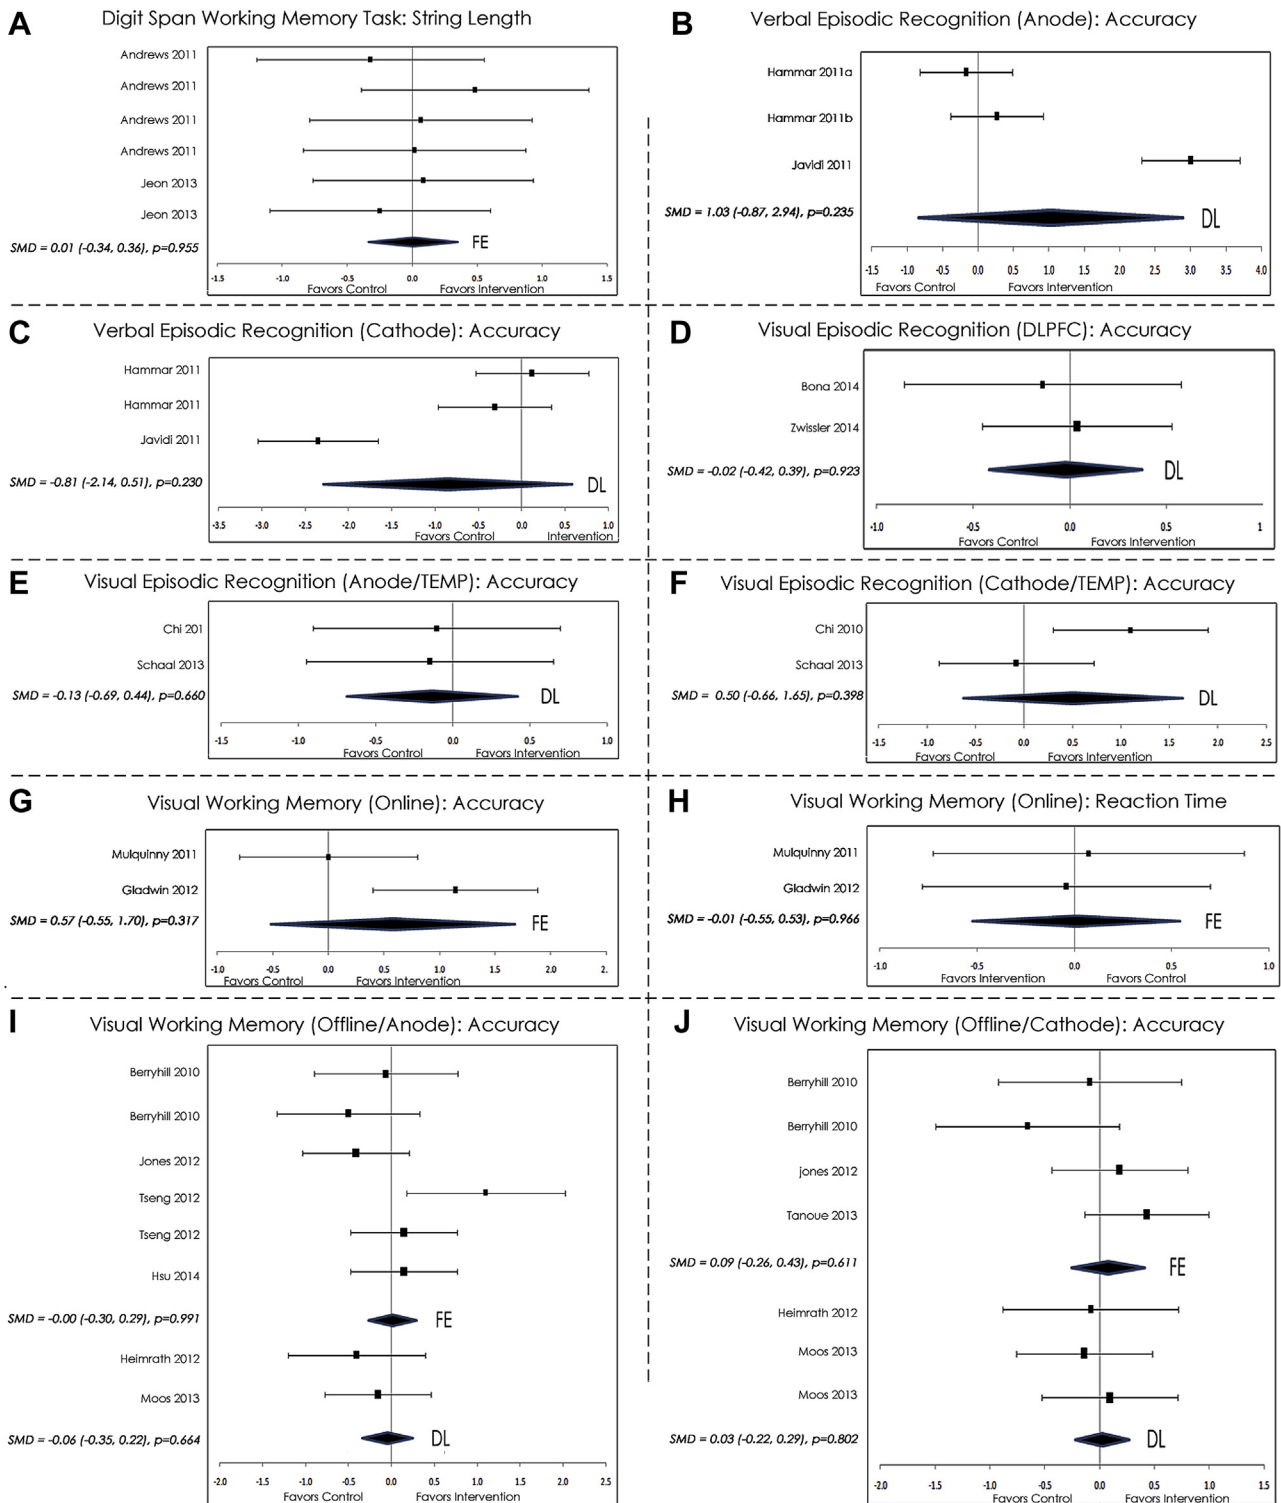 A
Digit Span Working Memory Task: String Length
Andrews 2011
Andrews 2011
Andrews 2011
Andrews 2011
Jeon 2013
Jeon 2013
SMD = 0.01 (-0.34, 0.36), p=0.955
FE
-1.5 -1.0 -0.5 0.0 0.5 1.0 1.5
Favors Control Favors Intervention
B
Verbal Episodic Recognition (Anode): Accuracy
Hammar 2011a
Hammar 2011b
Javidi 2011
SMD = 1.03 (-0.87, 2.94), p=0.235
DL
-1.5 -1.0 -0.5 0.0 0.5 1.0 1.5 2.0 2.5 3.0 3.5 4.0
Favors Control Favors Intervention
C
Verbal Episodic Recognition (Cathode): Accuracy
Hammar 2011
Hammar 2011
Javidi 2011
SMD = -0.81 (-2.14, 0.51), p=0.230
DL
-3.5 -3.0 -2.5 -2.0 -1.5 -1.0 -0.5 0.0 0.5 1.0
Favors Control Intervention
D
Visual Episodic Recognition (DLPFC): Accuracy
Bona 2014
Zwissler 2014
SMD = -0.02 (-0.42, 0.39), p=0.923
DL
-1.0 -0.5 0.0 0.5 1
Favors Control Favors Intervention
E
Visual Episodic Recognition (Anode/TEMP): Accuracy
Chi 201
Schaal 2013
SMD = -0.13 (-0.69, 0.44), p=0.660
DL
-1.5 -1.0 -0.5 0.0 0.5 1.0
Favors Control Favors Intervention
F
Visual Episodic Recognition (Cathode/TEMP): Accuracy
Chi 2010
Schaal 2013
SMD = 0.50 (-0.66, 1.65), p=0.398
DL
-1.5 -1.0 -0.5 0.0 0.5 1.0 1.5 2.0 2.5
Favors Control Favors Intervention
G
Visual Working Memory (Online): Accuracy
Mulquinny 2011
Gladwin 2012
SMD = 0.57 (-0.55, 1.70), p=0.317
FE
-1.0 -0.5 0.0 0.5 1.0 1.5 2.
Favors Control Favors Intervention
H
Visual Working Memory (Online): Reaction Time
Mulquinny 2011
Gladwin 2012
SMD = -0.01 (-0.55, 0.53), p=0.966
FE
-1.0 -0.5 0.0 0.5 1.0
Favors Intervention Favors Control
I
Visual Working Memory (Offline/Anode): Accuracy
Berryhill 2010
Berryhill 2010
Jones 2012
Tseng 2012
Tseng 2012
Hsu 2014
SMD = -0.00 (-0.30, 0.29), p=0.991
FE
Heimrath 2012
Moos 2013
SMD = -0.06 (-0.35, 0.22), p=0.664
DL
-2.0 -1.5 -1.0 -0.5 0.0 0.5 1.0 1.5 2.0 2.5
Favors Control Favors Intervention
J
Visual Working Memory (Offline/Cathode): Accuracy
Berryhill 2010
Berryhill 2010
jones 2012
Tanoue 2013
SMD = 0.09 (-0.26, 0.43), p=0.611
FE
Heimrath 2012
Moos 2013
Moos 2013
SMD = 0.03 (-0.22, 0.29), p=0.802
DL
-2.0 -1.5 -1.0 -0.5 0.0 0.5 1.0 1.5
Favors Control Favors Intervention